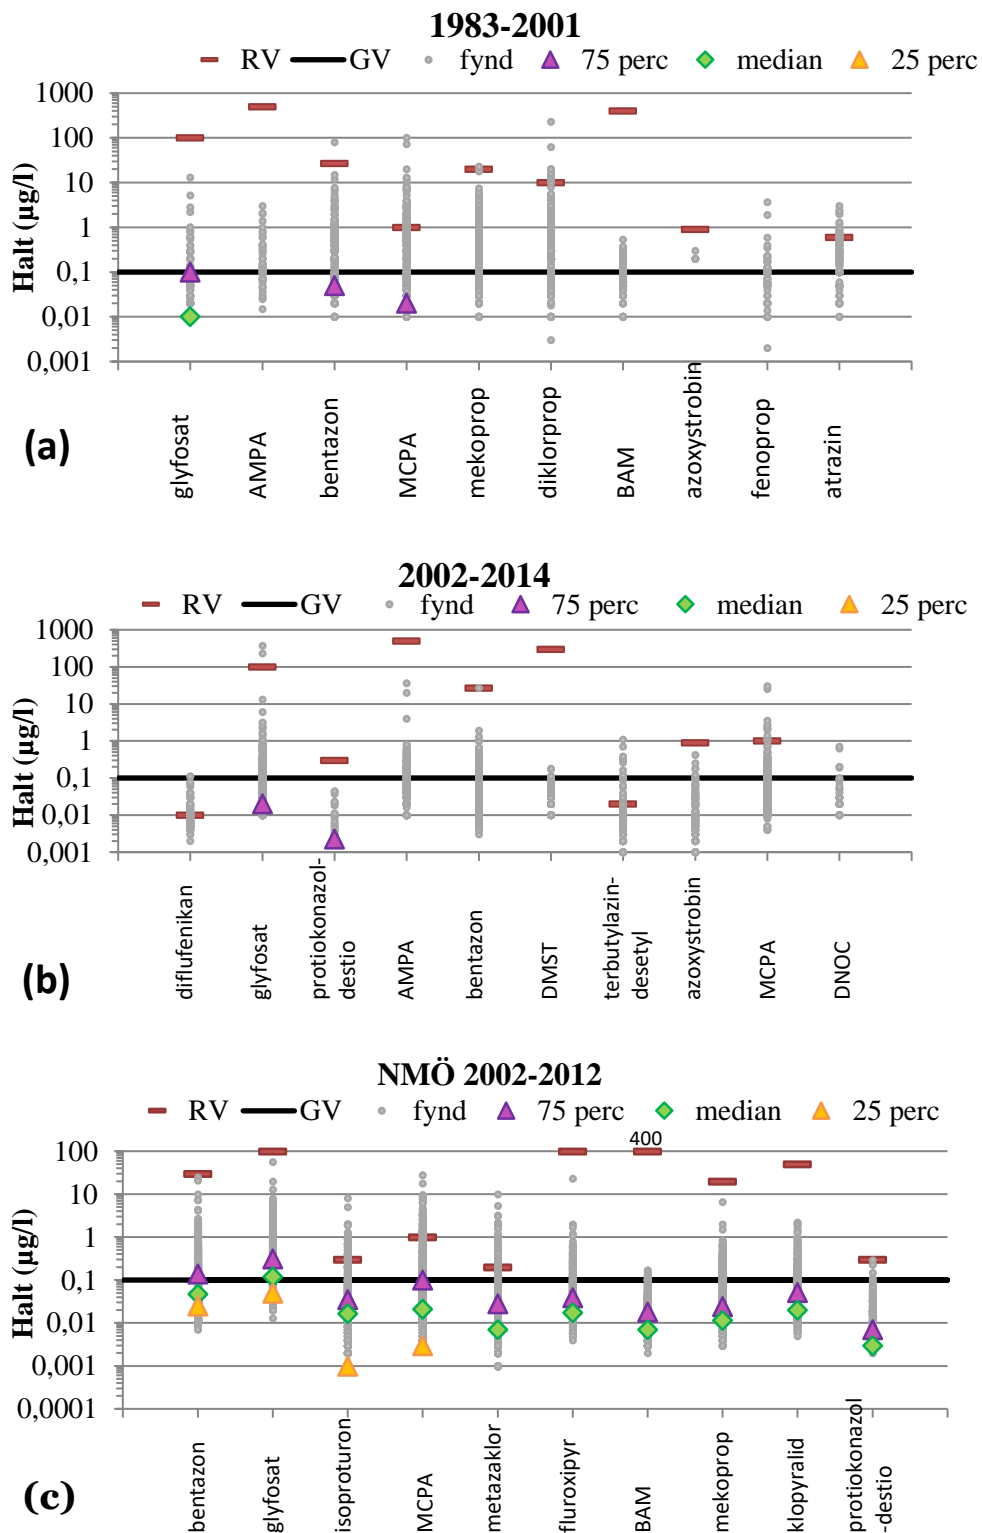 1983-2001
RV GV fynd 75 perc median 25 perc
1000
100
10
1
0,1
0,01
0,001
Halt (µg/l)
glyfosat
AMPA
bentazon
MCPA
mekoprop
diklorprop
BAM
azoxystrobin
fenoprop
atrazin
(a)
2002-2014
RV GV fynd 75 perc median 25 perc
1000
100
10
1
0,1
0,01
0,001
Halt (µg/l)
diflufenikan
glyfosat
protiokonazol-
destio
AMPA
bentazon
DMST
terbutylazin-
desetyl
azoxystrobin
MCPA
DNOC
(b)
NMÖ 2002-2012
RV GV fynd 75 perc median 25 perc
400
100
10
1
0,1
0,01
0,001
0,0001
Halt (µg/l)
bentazon
glyfosat
isoproturon
MCPA
metazaklor
fluroxipyr
BAM
mekoprop
klopyralid
protiokonazol
-destio
(c)